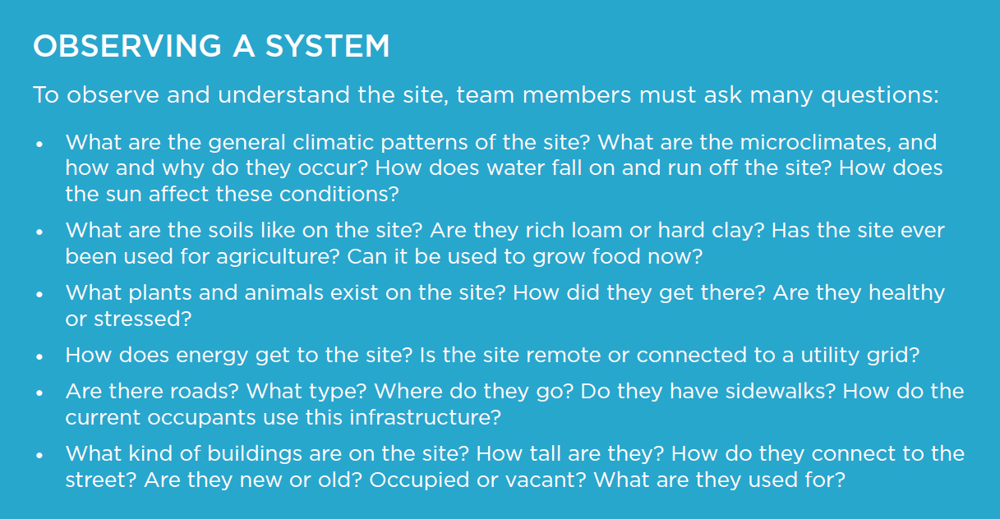 OBSERVING A SYSTEM
To observe and understand the site, team members must ask many questions:
• What are the general climatic patterns of the site? What are the microclimates, and
how and why do they occur? How does water fall on and run off the site? How does
the sun affect these conditions?
• What are the soils like on the site? Are they rich loam or hard clay? Has the site ever
been used for agriculture? Can it be used to grow food now?
• What plants and animals exist on the site? How did they get there? Are they healthy
or stressed?
• How does energy get to the site? Is the site remote or connected to a utility grid?
• Are there roads? What type? Where do they go? Do they have sidewalks? How do the
current occupants use this infrastructure?
• What kind of buildings are on the site? How tall are they? How do they connect to the
street? Are they new or old? Occupied or vacant? What are they used for?